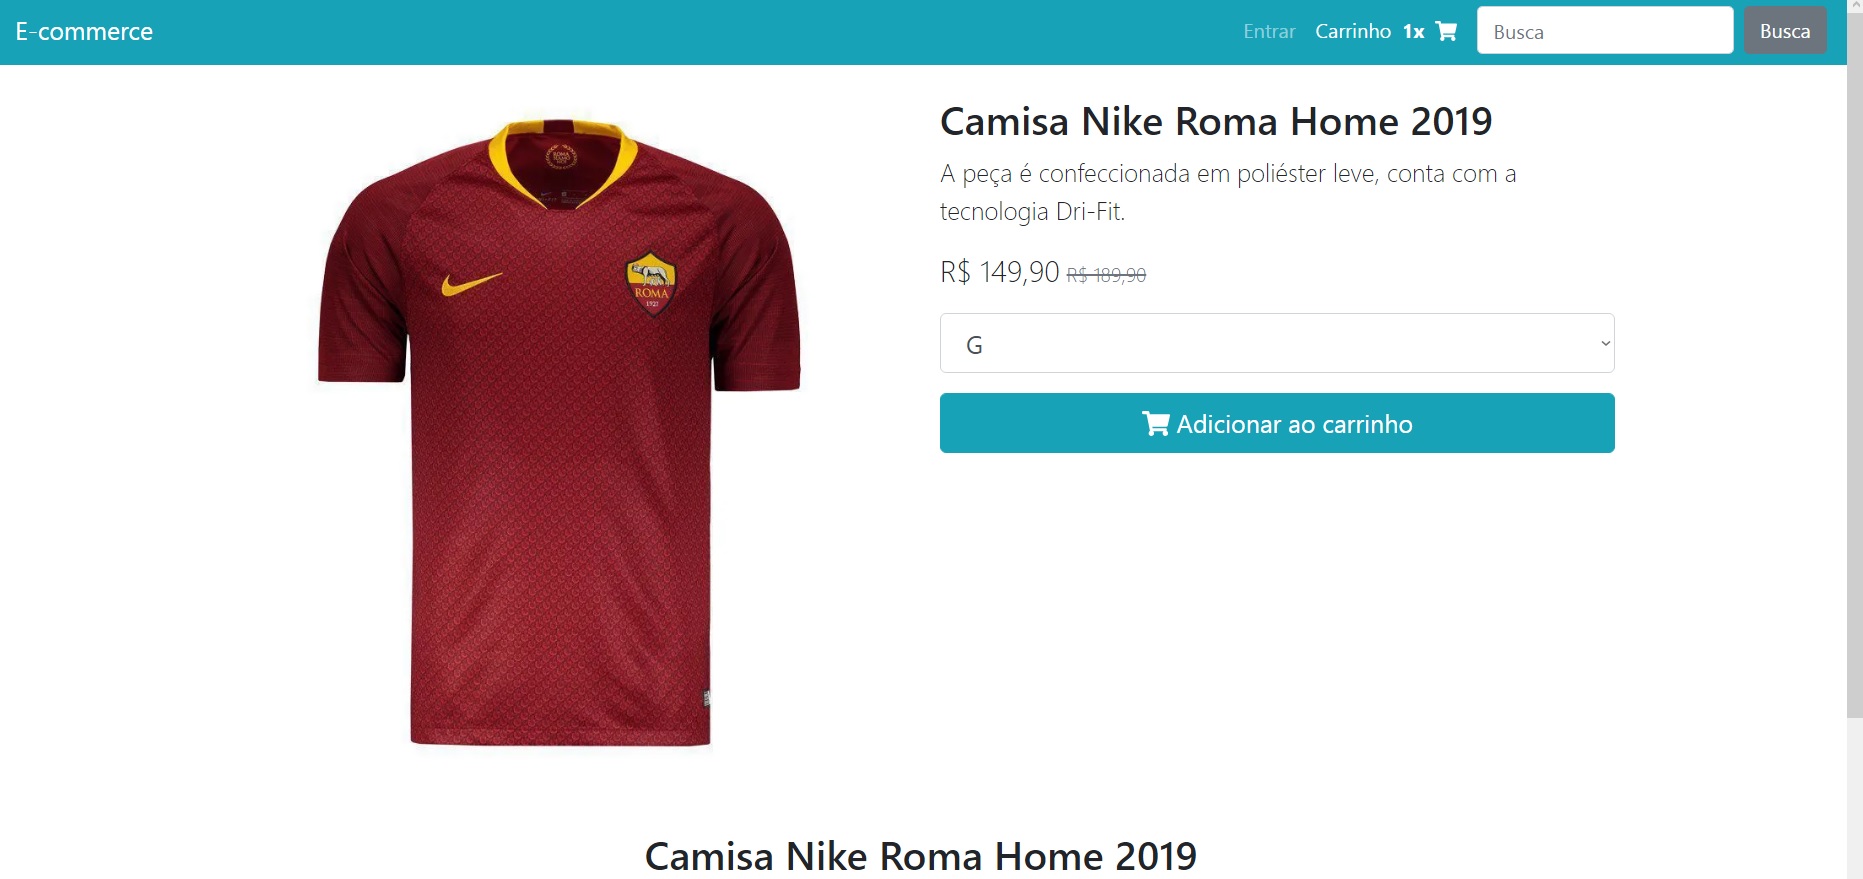 E-commerce
Entrar
Carrinho 1x
Busca
Busca
Camisa Nike Roma Home 2019
A peça é confeccionada em poliéster leve, conta com a
tecnologia Dri-Fit.
R$ 149,90 R$ 189,90
G
Adicionar ao carrinho
ROMA
1927
Camisa Nike Roma Home 2019